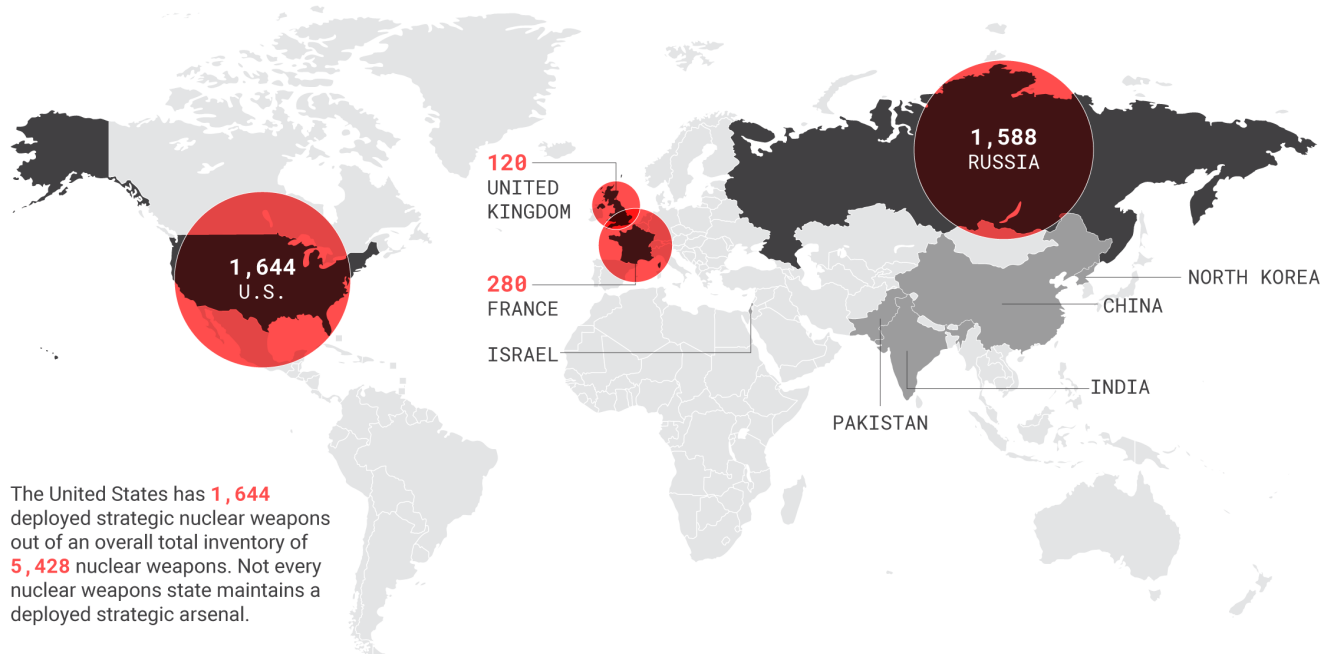 1,588
RUSSIA
120
UNITED
KINGDOM
1,644
U.S.
280
FRANCE
NORTH KOREA
CHINA
ISRAEL
INDIA
PAKISTAN
The United States has 1,644
deployed strategic nuclear weapons
out of an overall total inventory of
5,428 nuclear weapons. Not every
nuclear weapons state maintains a
deployed strategic arsenal.